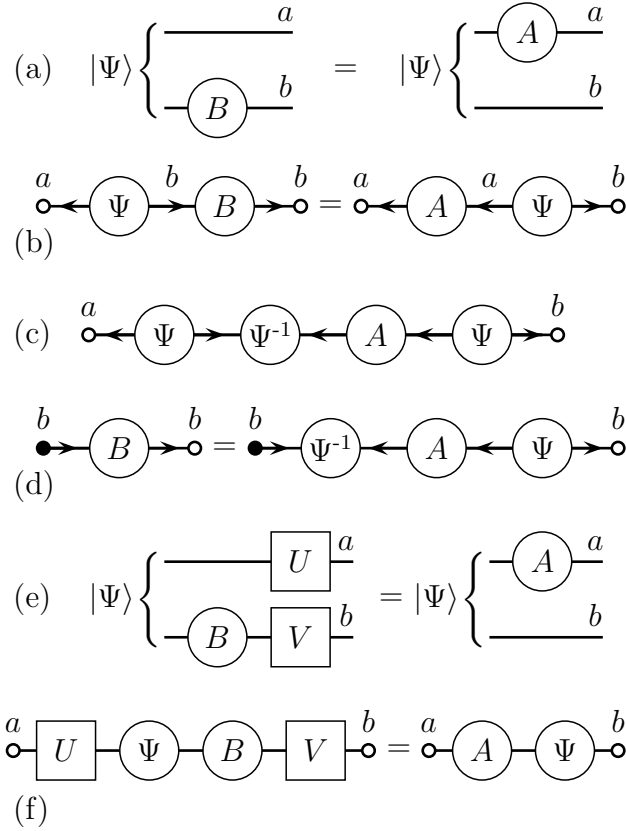 a a
(a) |Ψ⟩ = |Ψ⟩ A
B b b
a b b a a b
Ψ B = A Ψ
(b)
a b
(c) Ψ Ψ⁻¹ A Ψ
b b b b
B = Ψ⁻¹ A Ψ
(d)
U a A a
(e) |Ψ⟩ = |Ψ⟩
B V b b
a b a b
U Ψ B V = A Ψ
(f)